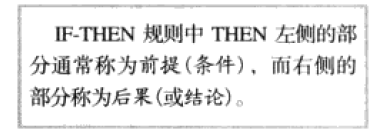 IF-THEN 规则中 THEN 左侧的部
分通常称为前提(条件)，而右侧的
部分称为后果(或结论)。